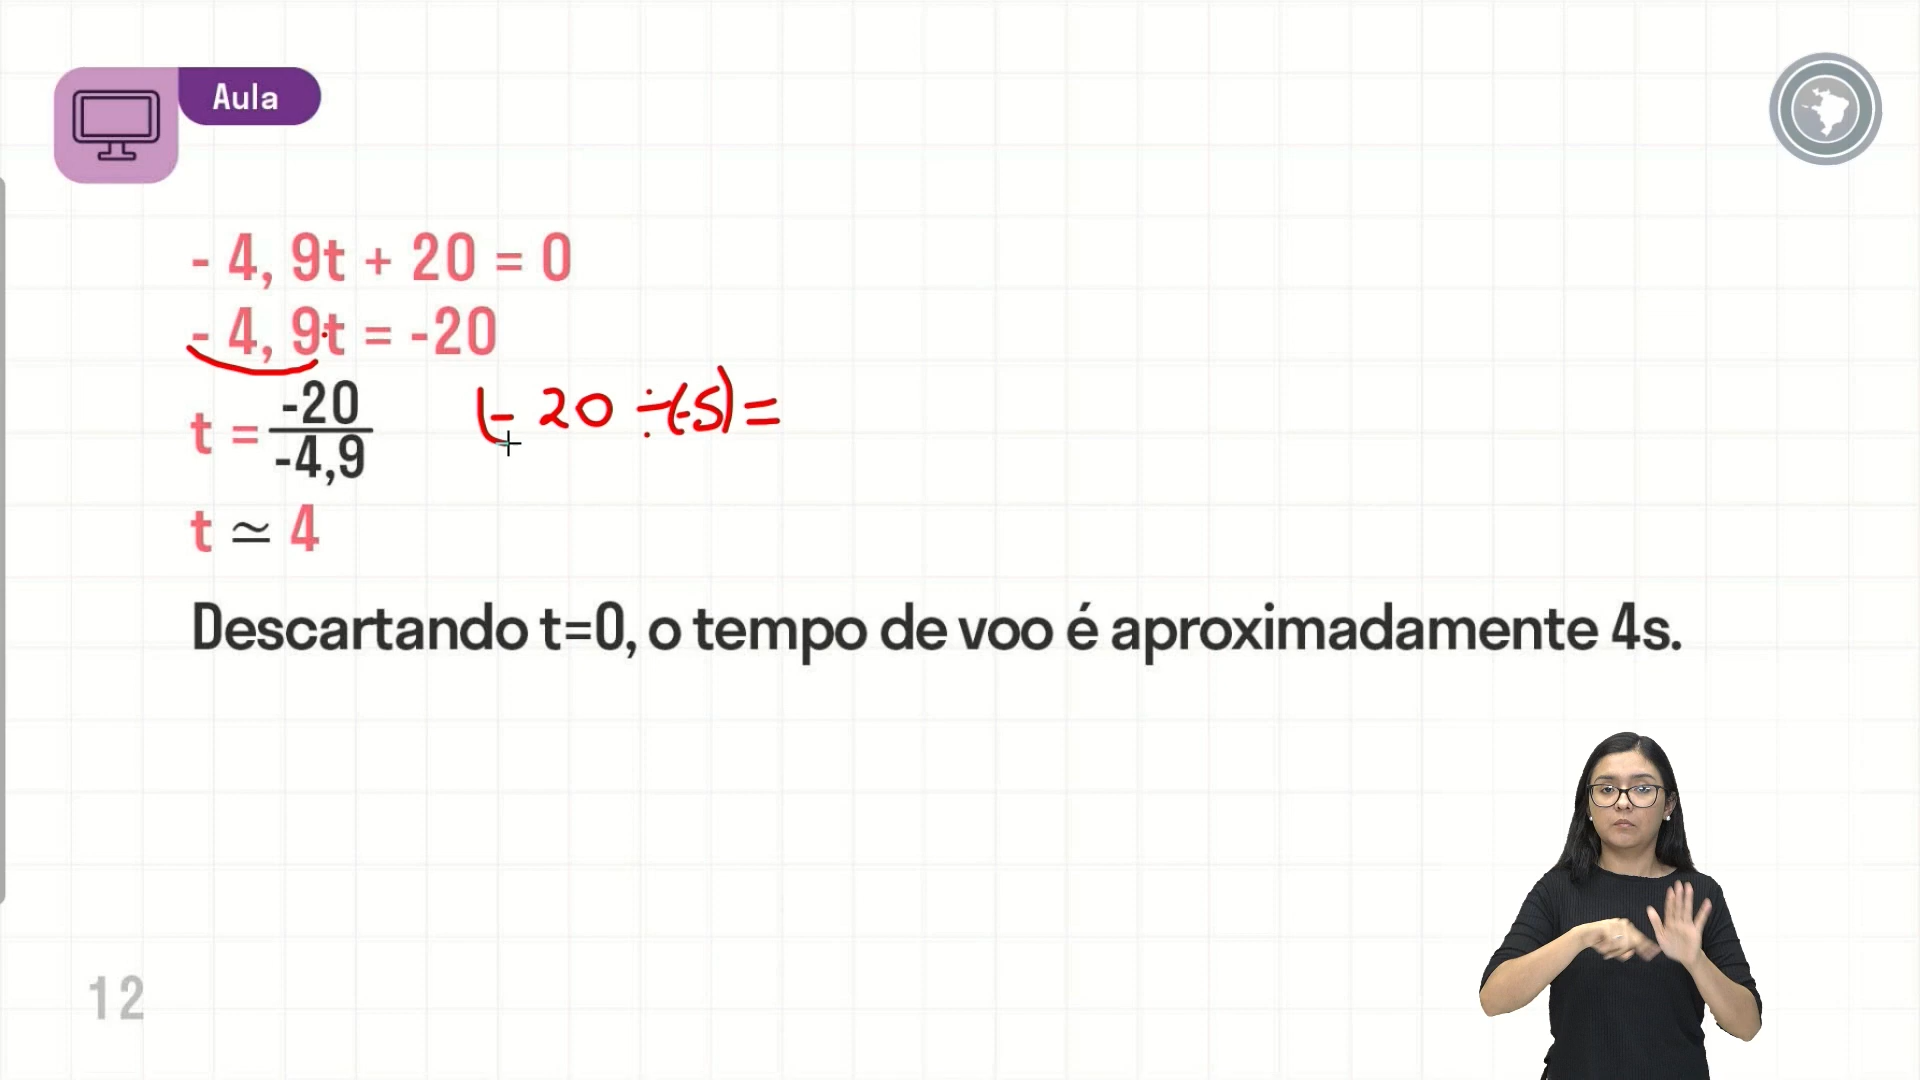 Aula
- 4, 9t + 20 = 0
- 4, 9·t = -20
t = -20/-4,9
(- 20 ÷(-5) =
t ≃ 4
Descartando t=0, o tempo de voo é aproximadamente 4s.
12